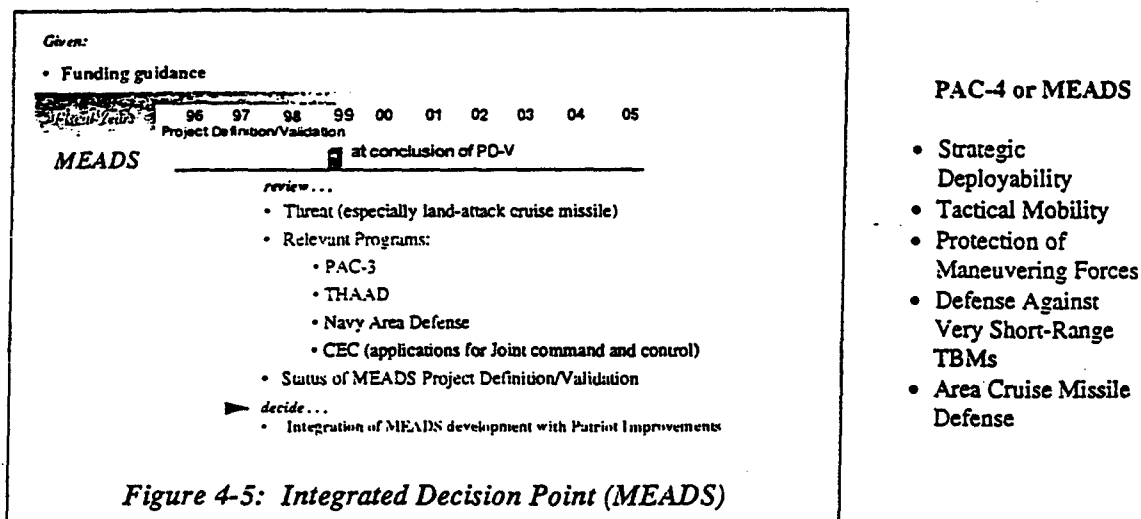 Given:
• Funding guidance
96 97 98 99 00 01 02 03 04 05
Project Definition/Validation
MEADS
at conclusion of PD-V
review...
• Threat (especially land-attack cruise missile)
• Relevant Programs:
• PAC-3
• THAAD
• Navy Area Defense
• CEC (applications for Joint command and control)
• Status of MEADS Project Definition/Validation
decide...
• Integration of MEADS development with Patriot Improvements
Figure 4-5: Integrated Decision Point (MEADS)
PAC-4 or MEADS
• Strategic
Deployability
• Tactical Mobility
• Protection of
Maneuvering Forces
• Defense Against
Very Short-Range
TBMs
• Area Cruise Missile
Defense